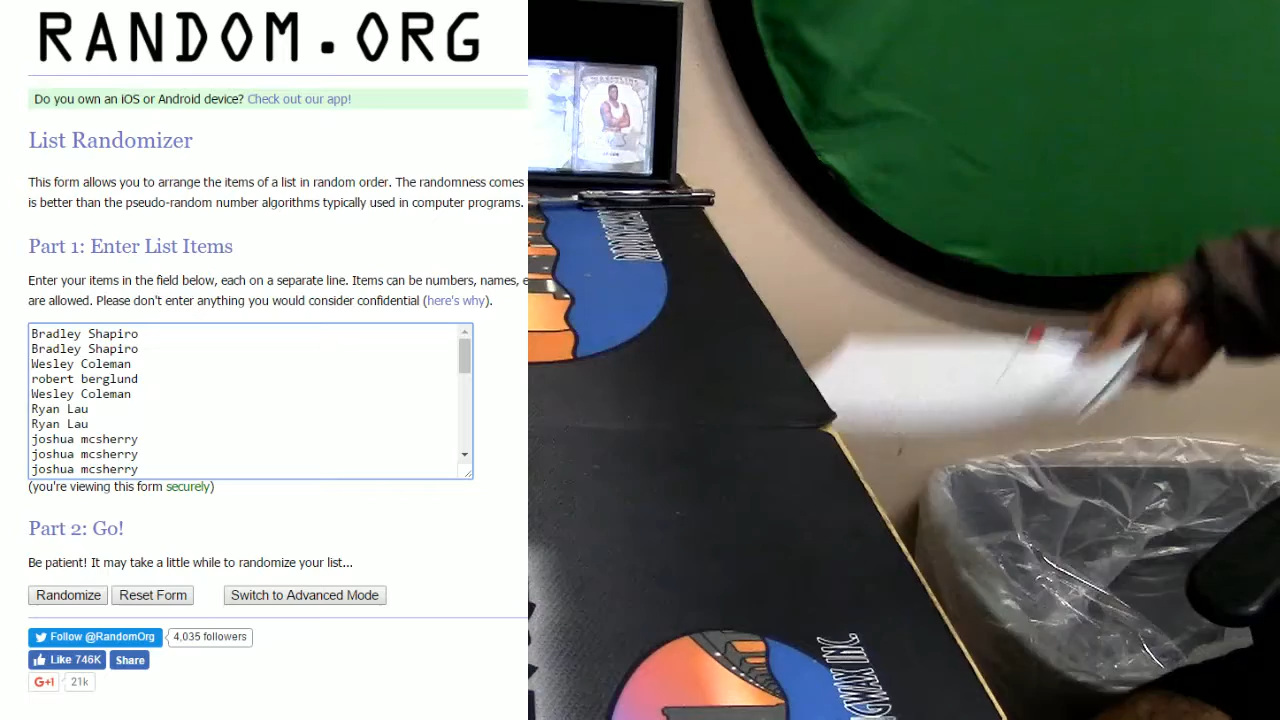 RANDOM.ORG
Do you own an iOS or Android device? Check out our app!
List Randomizer
This form allows you to arrange the items of a list in random order. The randomness comes
is better than the pseudo-random number algorithms typically used in computer programs.
Part 1: Enter List Items
Enter your items in the field below, each on a separate line. Items can be numbers, names, e
are allowed. Please don't enter anything you would consider confidential (here's why).
Bradley Shapiro
Bradley Shapiro
Wesley Coleman
robert berglund
Wesley Coleman
Ryan Lau
Ryan Lau
joshua mcsherry
joshua mcsherry
joshua mcsherry
(you're viewing this form securely)
Part 2: Go!
Be patient! It may take a little while to randomize your list...
Randomize Reset Form Switch to Advanced Mode
Follow @RandomOrg 4,035 followers
Like 746K Share
G+1 21k
GWAX INC